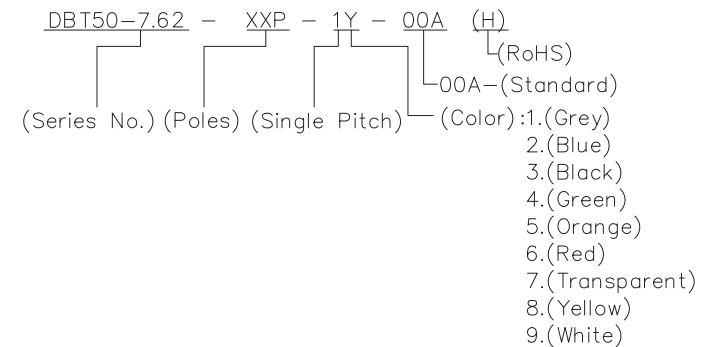 DBT50-7.62 - XXP - 1Y - 00A (H)
(RoHS)
00A-(Standard)
(Series No.) (Poles) (Single Pitch) (Color):1.(Grey)
2.(Blue)
3.(Black)
4.(Green)
5.(Orange)
6.(Red)
7.(Transparent)
8.(Yellow)
9.(White)